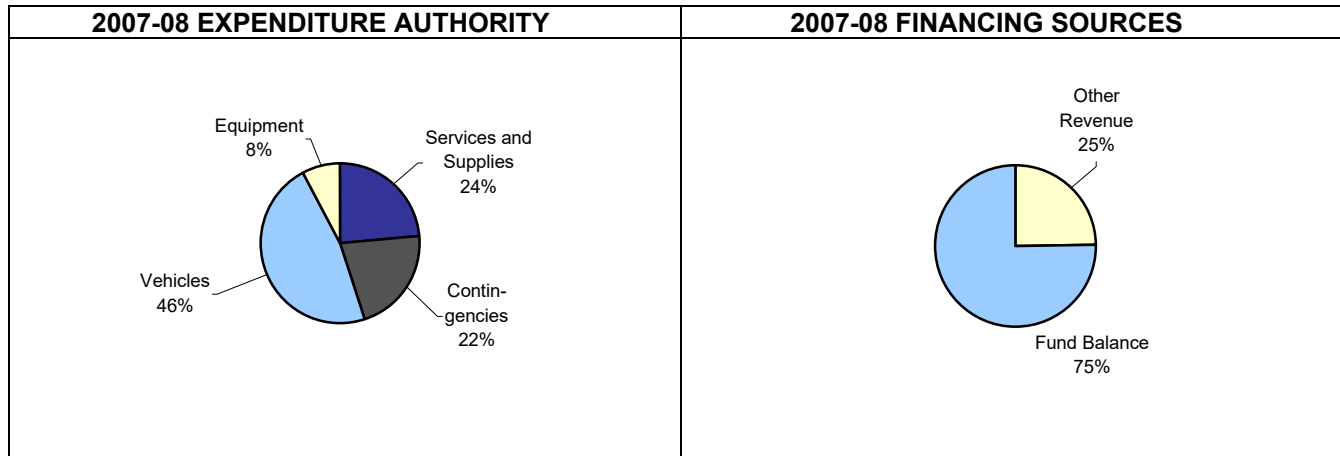 2007-08 EXPENDITURE AUTHORITY
2007-08 FINANCING SOURCES
Equipment
8%
Services and
Supplies
24%
Vehicles
46%
Contin-
gencies
22%
Other
Revenue
25%
Fund Balance
75%